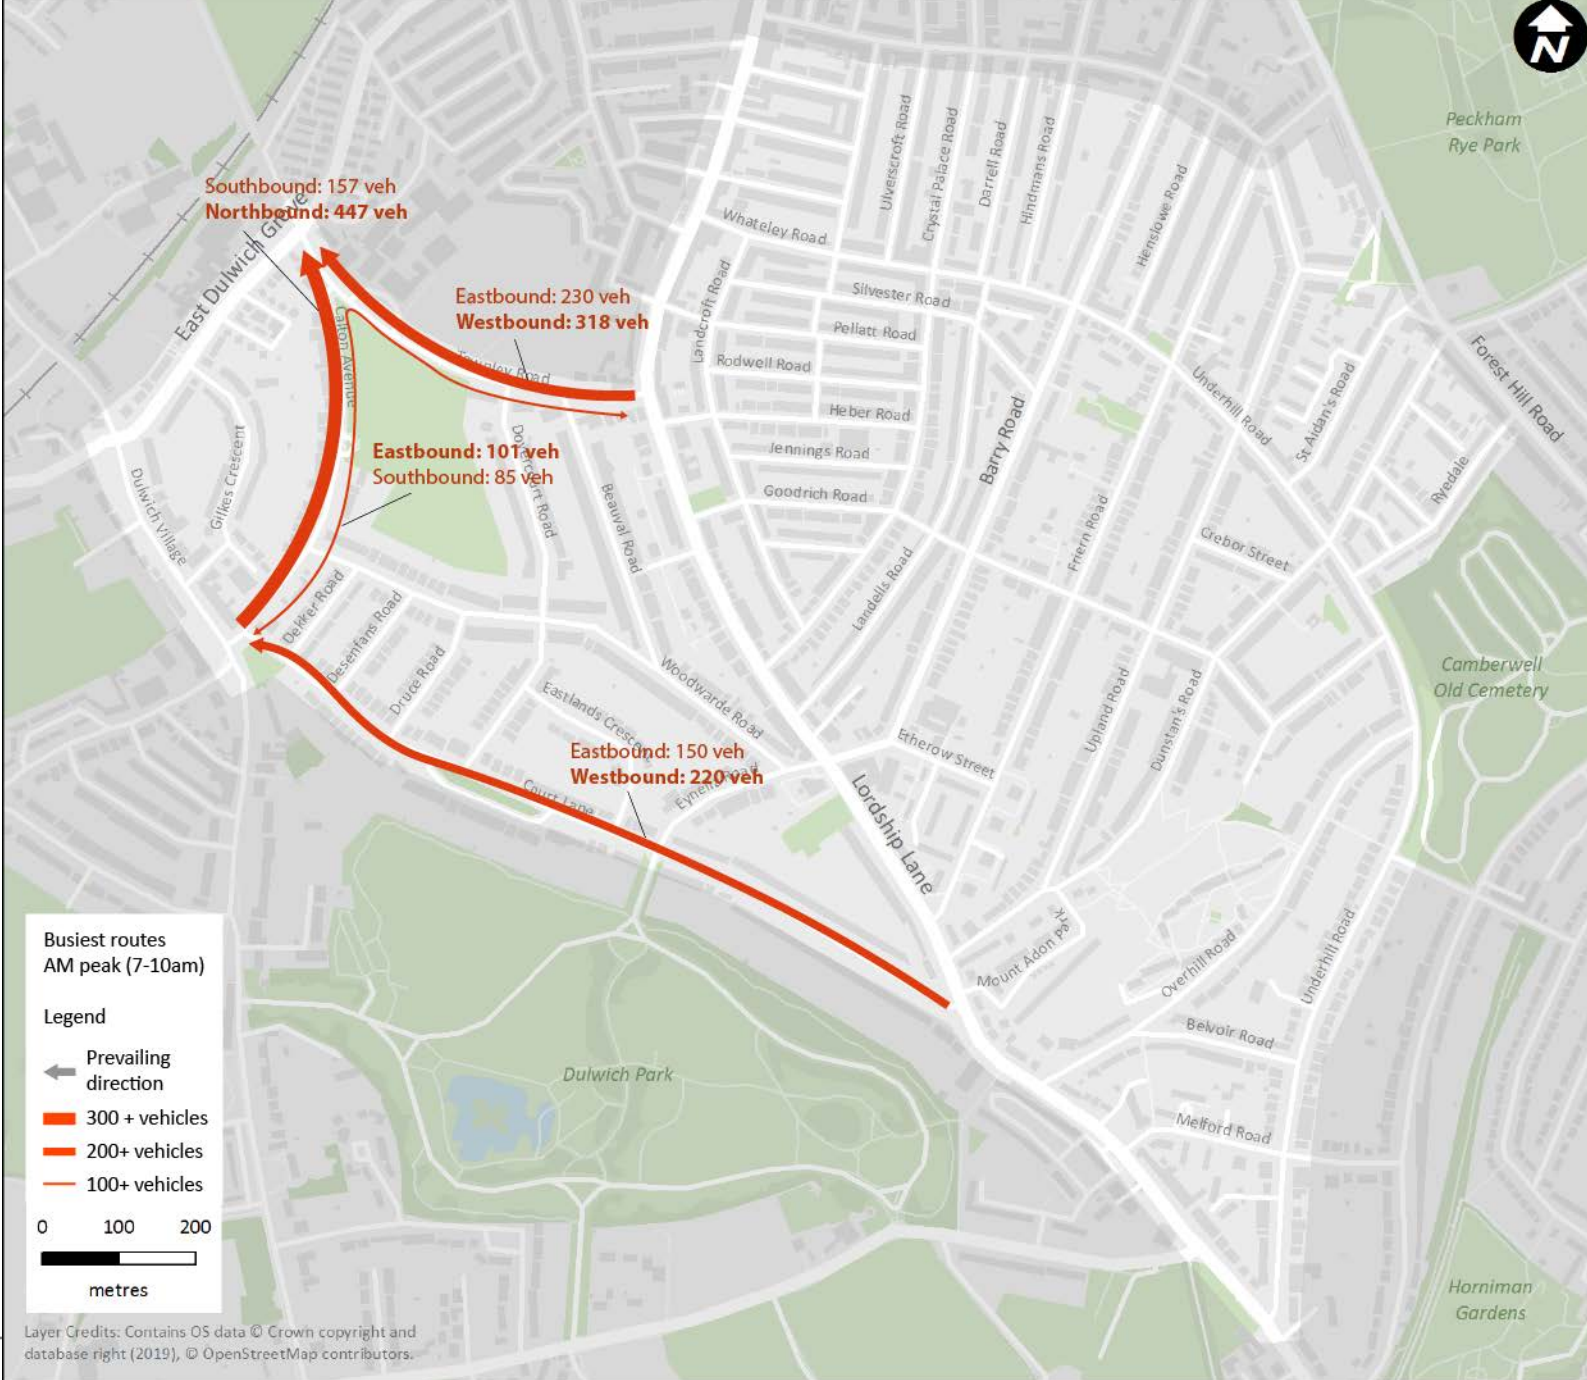 N
Peckham
Rye Park
Southbound: 157 veh
Northbound: 447 veh
East Dulwich Grove
Ulverscroft Road
Crystal Palace Road
Darrell Road
Hindmans Road
Henslowe Road
Whateley Road
Eastbound: 230 veh
Westbound: 318 veh
Landcroft Road
Silvester Road
Pellatt Road
Rodwell Road
Heber Road
Jennings Road
Goodrich Road
Calton Avenue
Townley Road
Underhill Road
St Aidan's Road
Forest Hill Road
Barry Road
Ryedale
Eastbound: 101 veh
Southbound: 85 veh
Gilkes Crescent
Dulwich Village
Dovercourt Road
Beauval Road
Friern Road
Crebor Street
Landells Road
Dekker Road
Desenfans Road
Druce Road
Woodwarde Road
Eastlands Crescent
Upland Road
Dunstan's Road
Camberwell
Old Cemetery
Etherow Street
Eastbound: 150 veh
Westbound: 220 veh
Eynella Road
Court Lane
Lordship Lane
Mount Adon Park
Overhill Road
Underhill Road
Belvoir Road
Melford Road
Dulwich Park
Horniman
Gardens
Busiest routes
AM peak (7-10am)
Legend
Prevailing
direction
300 + vehicles
200+ vehicles
100+ vehicles
0 100 200
metres
Layer Credits: Contains OS data © Crown copyright and
database right (2019), © OpenStreetMap contributors.